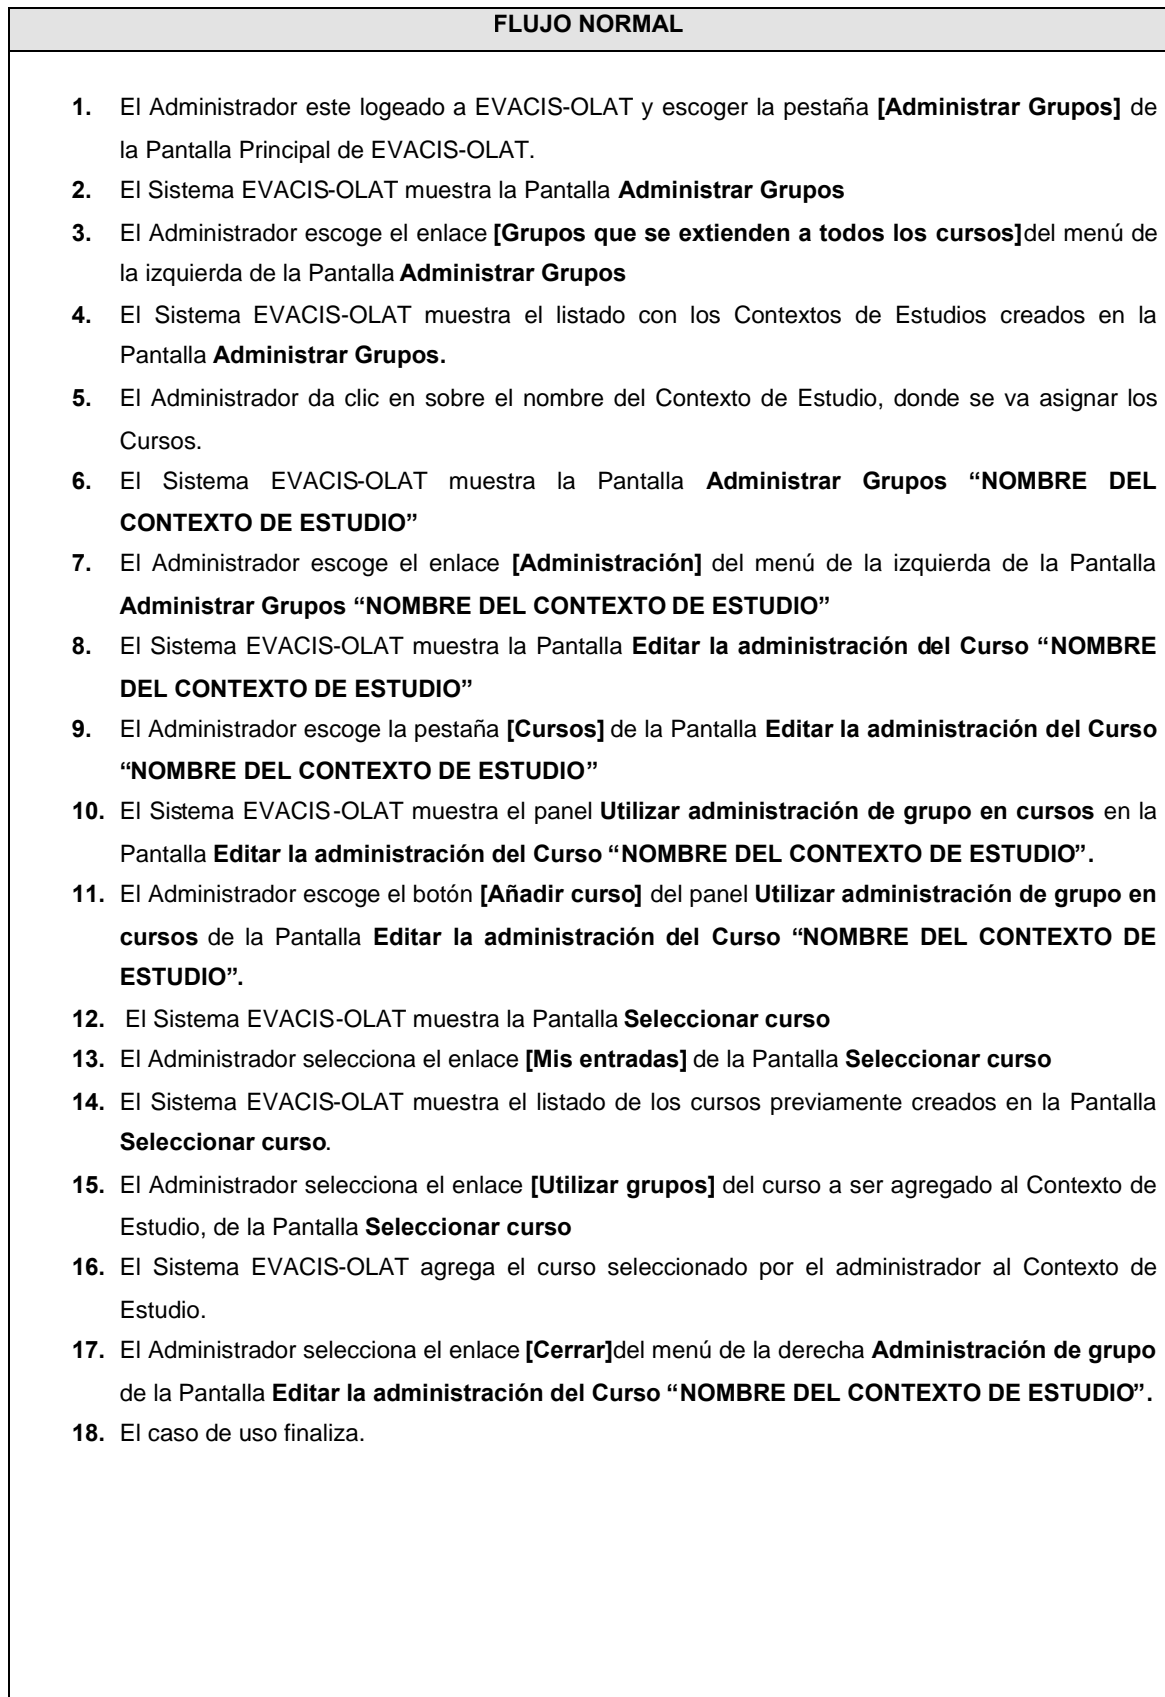 FLUJO NORMAL
1. El Administrador este logeado a EVACIS-OLAT y escoger la pestaña [Administrar Grupos] de
la Pantalla Principal de EVACIS-OLAT.
2. El Sistema EVACIS-OLAT muestra la Pantalla Administrar Grupos
3. El Administrador escoge el enlace [Grupos que se extienden a todos los cursos]del menú de
la izquierda de la Pantalla Administrar Grupos
4. El Sistema EVACIS-OLAT muestra el listado con los Contextos de Estudios creados en la
Pantalla Administrar Grupos.
5. El Administrador da clic en sobre el nombre del Contexto de Estudio, donde se va asignar los
Cursos.
6. El Sistema EVACIS-OLAT muestra la Pantalla Administrar Grupos “NOMBRE DEL
CONTEXTO DE ESTUDIO”
7. El Administrador escoge el enlace [Administración] del menú de la izquierda de la Pantalla
Administrar Grupos “NOMBRE DEL CONTEXTO DE ESTUDIO”
8. El Sistema EVACIS-OLAT muestra la Pantalla Editar la administración del Curso “NOMBRE
DEL CONTEXTO DE ESTUDIO”
9. El Administrador escoge la pestaña [Cursos] de la Pantalla Editar la administración del Curso
“NOMBRE DEL CONTEXTO DE ESTUDIO”
10. El Sistema EVACIS-OLAT muestra el panel Utilizar administración de grupo en cursos en la
Pantalla Editar la administración del Curso “NOMBRE DEL CONTEXTO DE ESTUDIO”.
11. El Administrador escoge el botón [Añadir curso] del panel Utilizar administración de grupo en
cursos de la Pantalla Editar la administración del Curso “NOMBRE DEL CONTEXTO DE
ESTUDIO”.
12. El Sistema EVACIS-OLAT muestra la Pantalla Seleccionar curso
13. El Administrador selecciona el enlace [Mis entradas] de la Pantalla Seleccionar curso
14. El Sistema EVACIS-OLAT muestra el listado de los cursos previamente creados en la Pantalla
Seleccionar curso.
15. El Administrador selecciona el enlace [Utilizar grupos] del curso a ser agregado al Contexto de
Estudio, de la Pantalla Seleccionar curso
16. El Sistema EVACIS-OLAT agrega el curso seleccionado por el administrador al Contexto de
Estudio.
17. El Administrador selecciona el enlace [Cerrar]del menú de la derecha Administración de grupo
de la Pantalla Editar la administración del Curso “NOMBRE DEL CONTEXTO DE ESTUDIO”.
18. El caso de uso finaliza.